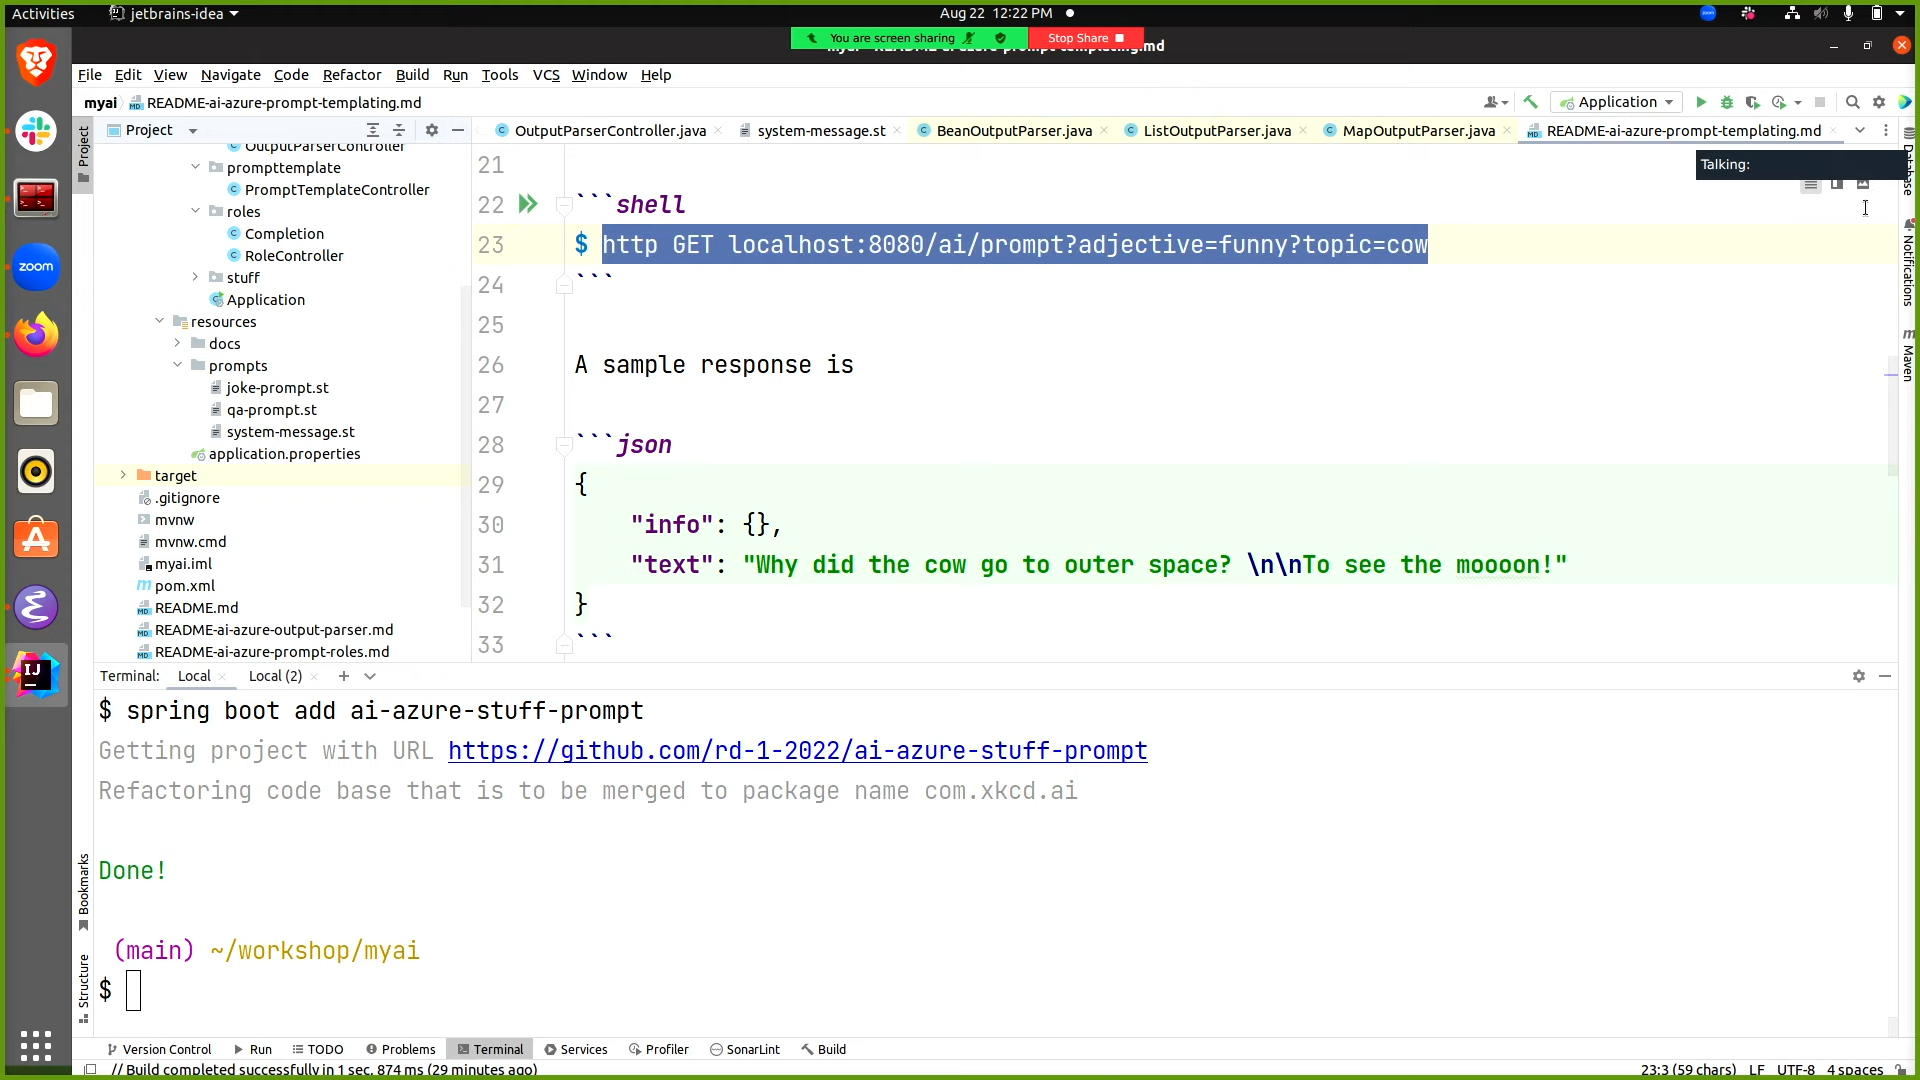 Activities
jetbrains-idea
Aug 22 12:22 PM
zoom
You are screen sharing
Stop Share
File Edit View Navigate Code Refactor Build Run Tools VCS Window Help
myai
README-ai-azure-prompt-templating.md
Application
Project
OutputParserController.java
system-message.st
BeanOutputParser.java
ListOutputParser.java
MapOutputParser.java
README-ai-azure-prompt-templating.md
Project
OutputParserController
prompttemplate
PromptTemplateController
roles
Completion
RoleController
stuff
Application
resources
docs
prompts
joke-prompt.st
qa-prompt.st
system-message.st
application.properties
target
.gitignore
mvnw
mvnw.cmd
myai.iml
pom.xml
README.md
README-ai-azure-output-parser.md
README-ai-azure-prompt-roles.md
Talking:
Database
Notifications
Maven
21
22 ```shell
23 $ http GET localhost:8080/ai/prompt?adjective=funny?topic=cow
24 ```
25
26 A sample response is
27
28 ```json
29 {
30 "info": {},
31 "text": "Why did the cow go to outer space? \n\nTo see the moooon!"
32 }
33 ```
Terminal: Local Local (2)
$ spring boot add ai-azure-stuff-prompt
Getting project with URL https://github.com/rd-1-2022/ai-azure-stuff-prompt
Refactoring code base that is to be merged to package name com.xkcd.ai
Done!
(main) ~/workshop/myai
$
Bookmarks
Structure
Version Control Run TODO Problems Terminal Services Profiler SonarLint Build
// Build completed successfully in 1 sec, 874 ms (29 minutes ago)
23:3 (59 chars) LF UTF-8 4 spaces